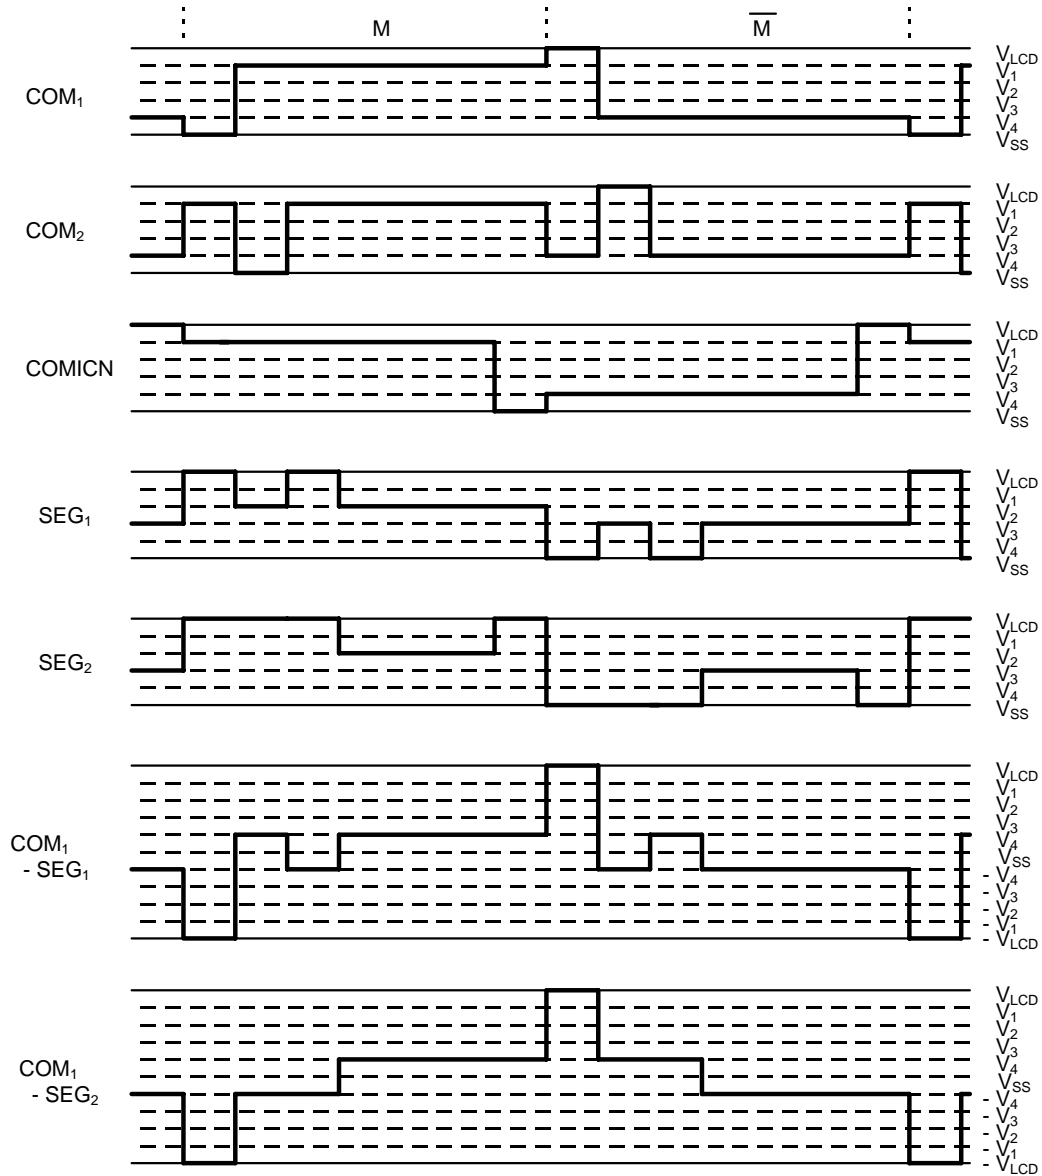 M M
COM1
VLCD
V1
V2
V3
V4
VSS
COM2
VLCD
V1
V2
V3
V4
VSS
COMICN
VLCD
V1
V2
V3
V4
VSS
SEG1
VLCD
V1
V2
V3
V4
VSS
SEG2
VLCD
V1
V2
V3
V4
VSS
COM1
- SEG1
VLCD
V1
V2
V3
V4
VSS
- V4
- V3
- V2
- V1
- VLCD
COM1
- SEG2
VLCD
V1
V2
V3
V4
VSS
- V4
- V3
- V2
- V1
- VLCD